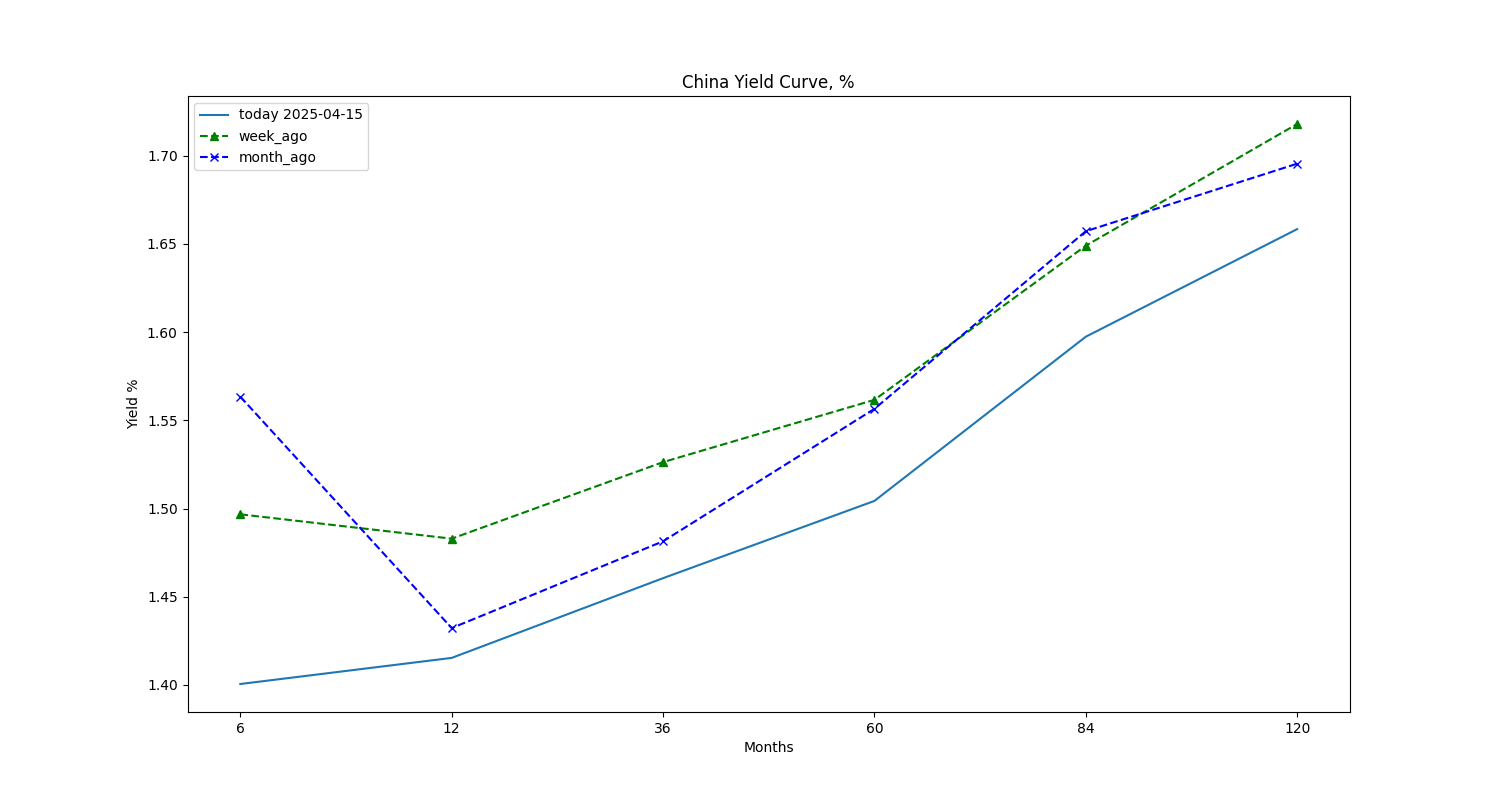 China Yield Curve, %
today 2025-04-15
week_ago
month_ago
1.70
1.65
1.60
1.55
1.50
1.45
1.40
Yield %
6 12 36 60 84 120
Months